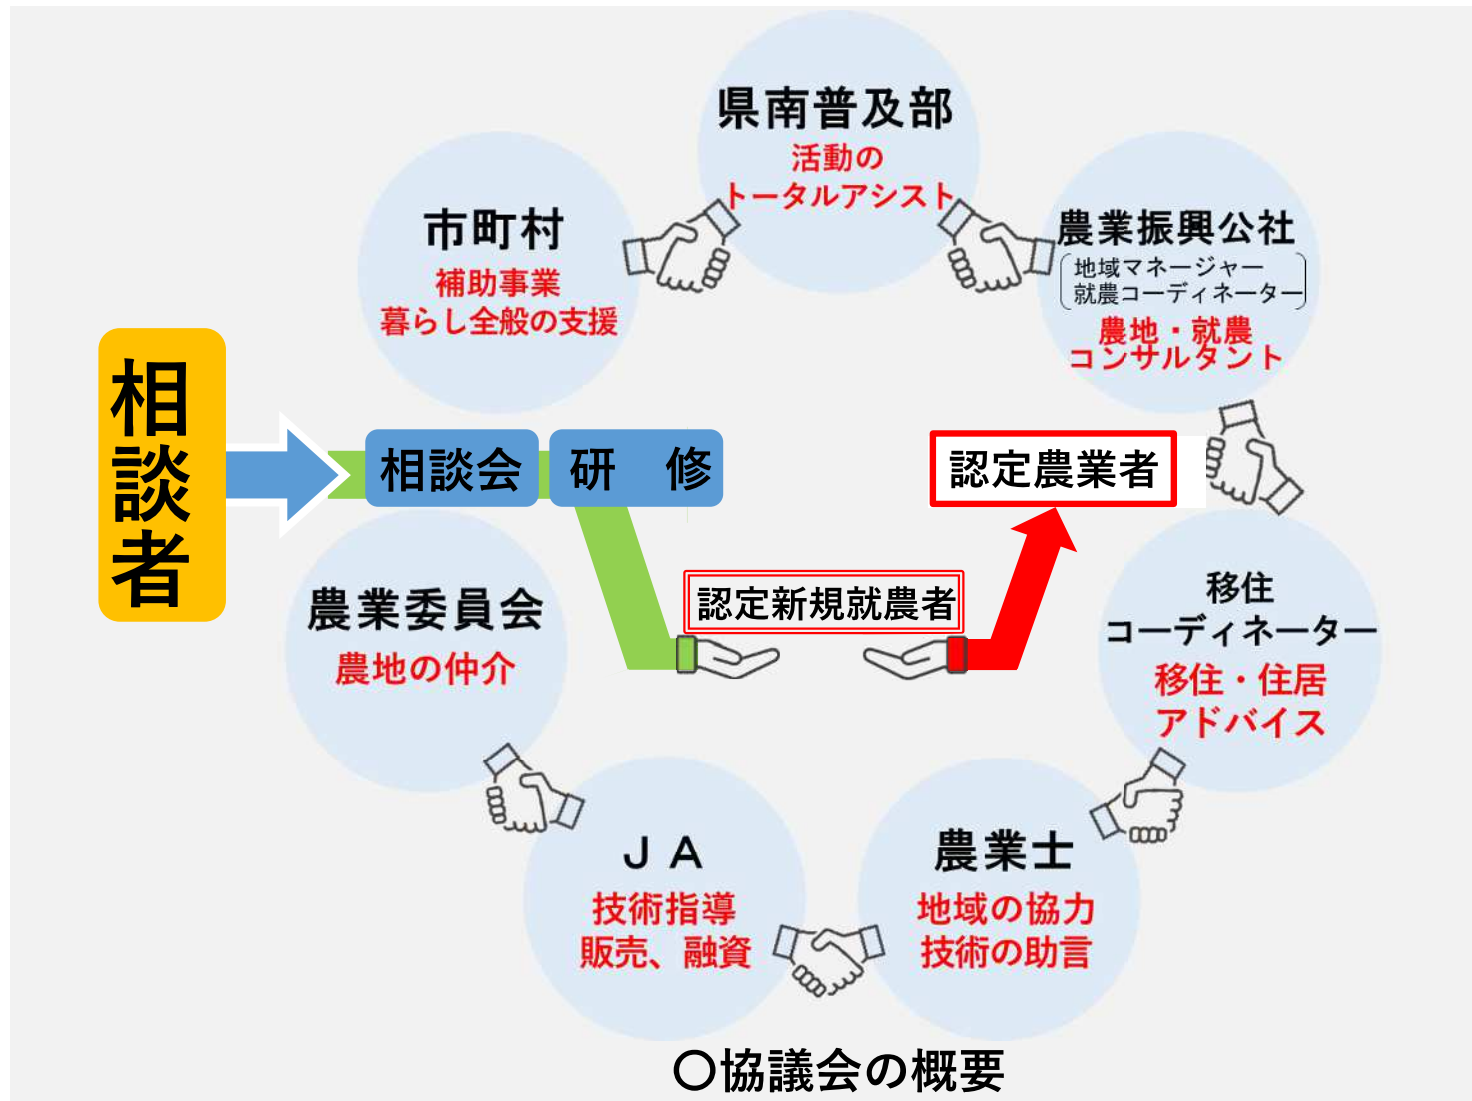 県南普及部
活動の
トータルアシスト
市町村
補助事業
暮らし全般の支援
農業振興公社
地域マネージャー
就農コーディネーター
農地・就農
コンサルタント
相談者
相談会
研　修
認定農業者
認定新規就農者
農業委員会
農地の仲介
移住
コーディネーター
移住・住居
アドバイス
ＪＡ
技術指導
販売、融資
農業士
地域の協力
技術の助言
〇協議会の概要